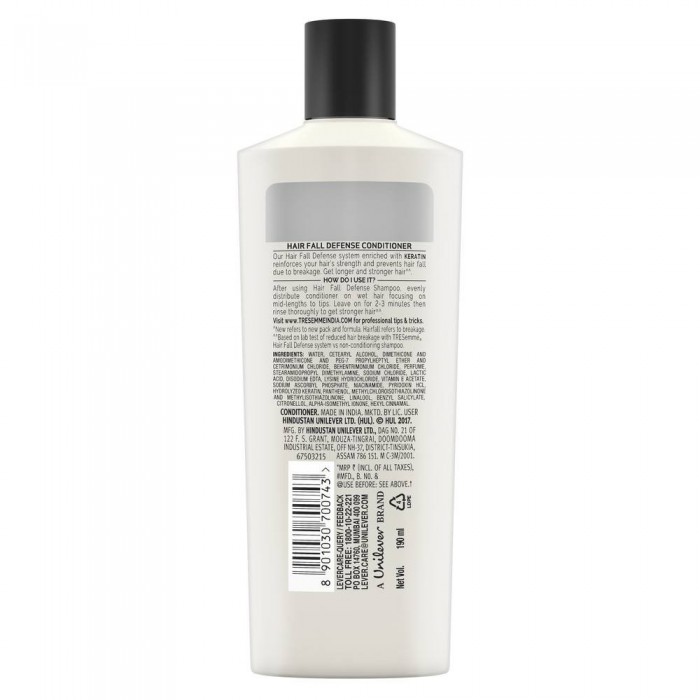 HAIR FALL DEFENSE CONDITIONER
Our Hair Fall Defense system enriched with KERATIN
reinforces your hair's strength and prevents hair fall
due to breakage. Get longer and stronger hair**.
HOW DO I USE IT?
After using Hair Fall Defense Shampoo, evenly
distribute conditioner on wet hair focusing on
mid-lengths to tips. Leave on for 2-3 minutes then
rinse thoroughly to get stronger hair**.
Visit www.TRESEMMEINDIA.COM for professional tips & tricks.
*New refers to new pack and formula. Hairfall refers to breakage.
**Based on lab test of reduced hair breakage with TRESemme,
Hair Fall Defense system vs non-conditioning shampoo.
INGREDIENTS: WATER, CETEARYL ALCOHOL, DIMETHICONE AND
AMODIMETHICONE AND PEG-7 PROPYLHEPTYL ETHER AND
CETRIMONIUM CHLORIDE, BEHENTRIMONIUM CHLORIDE, PERFUME,
STEARAMIDOPROPYL DIMETHYLAMINE, SODIUM CHLORIDE, LACTIC
ACID, DISODIUM EDTA, LYSINE HYDROCHLORIDE, VITAMIN E ACETATE,
SODIUM ASCORBYL PHOSPHATE, NIACINAMIDE, PYRIDOXIN HCL,
HYDROLYZED KERATIN, PANTHENOL, METHYLCHLOROISOTHIAZOLINONE
AND METHYLISOTHIAZOLINONE, LINALOOL, BENZYL SALICYLATE,
CITRONELLOL, ALPHA-ISOMETHYL IONONE, HEXYL CINNAMAL.
CONDITIONER. MADE IN INDIA. MKTD. BY LIC. USER
HINDUSTAN UNILEVER LTD. (HUL). © HUL 2017.
MFG. BY HINDUSTAN UNILEVER LTD., DAG NO. 21 OF
122 F. S. GRANT, MOUZA-TINGRAI, DOOMDOOMA
INDUSTRIAL ESTATE, OFF NH-37, DISTRICT-TINSUKIA,
67503215 ASSAM 786 151. M C-3M/2001.
*MRP ₹ (INCL. OF ALL TAXES),
#MFD., B. NO. &
@USE BEFORE: SEE ABOVE.†
8 901030 700743 >
LEVERCARE-QUERY / FEEDBACK
TOLL FREE: 1800-10-22-221
PO BOX 14760, MUMBAI 400 099
LEVER.CARE@UNILEVER.COM
A Unilever BRAND
Net Vol. 190 ml
4
LDPE